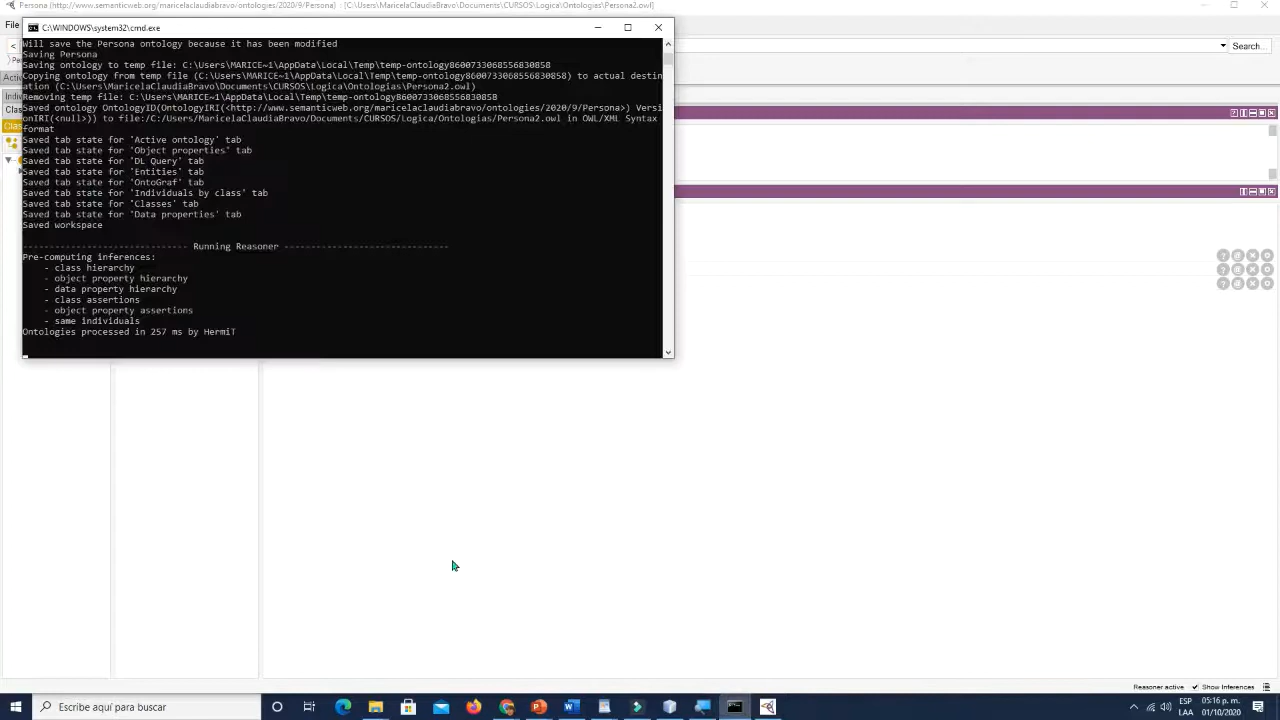 Persona (http://www.semanticweb.org/maricelaclaudiabravo/ontologies/2020/9/Persona) : [C:\Users\MaricelaClaudiaBravo\Documents\CURSOS\Logica\Ontologias\Persona2.owl]
File
C:\WINDOWS\system32\cmd.exe
Search...
Will save the Persona ontology because it has been modified
Saving Persona
Saving ontology to temp file: C:\Users\MARICE~1\AppData\Local\Temp\temp-ontology8600733068556830858
Copying ontology from temp file (C:\Users\MARICE~1\AppData\Local\Temp\temp-ontology8600733068556830858) to actual destin
ation (C:\Users\MaricelaClaudiaBravo\Documents\CURSOS\Logica\Ontologias\Persona2.owl)
Removing temp file: C:\Users\MARICE~1\AppData\Local\Temp\temp-ontology8600733068556830858
Saved ontology OntologyID(OntologyIRI(<http://www.semanticweb.org/maricelaclaudiabravo/ontologies/2020/9/Persona>) Versi
onIRI(<null>)) to file:/C:/Users/MaricelaClaudiaBravo/Documents/CURSOS/Logica/Ontologias/Persona2.owl in OWL/XML Syntax
format
Saved tab state for 'Active ontology' tab
Saved tab state for 'Object properties' tab
Saved tab state for 'DL Query' tab
Saved tab state for 'Entities' tab
Saved tab state for 'OntoGraf' tab
Saved tab state for 'Individuals by class' tab
Saved tab state for 'Classes' tab
Saved tab state for 'Data properties' tab
Saved workspace
------------------------------- Running Reasoner -------------------------------
Pre-computing inferences:
- class hierarchy
- object property hierarchy
- data property hierarchy
- class assertions
- object property assertions
- same individuals
Ontologies processed in 257 ms by HermiT
Reasoner active
Show Inferences
Escribe aquí para buscar
ESP
LAA
05:16 p. m.
01/10/2020